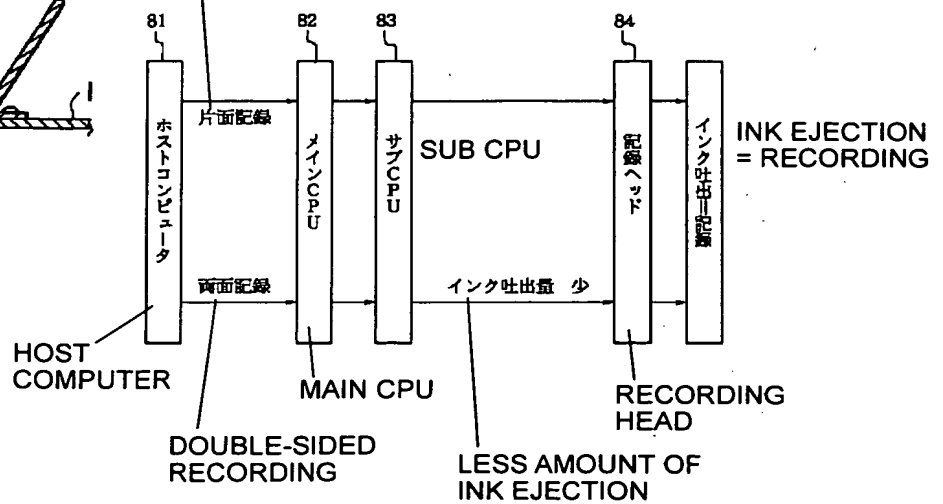 81
82
83
84
1
片面記録
ホストコンピュータ
メインCPU
サブCPU
SUB CPU
記録ヘッド
インク吐出=記録
INK EJECTION
= RECORDING
両面記録
インク吐出量 少
HOST
COMPUTER
MAIN CPU
RECORDING
HEAD
DOUBLE-SIDED
RECORDING
LESS AMOUNT OF
INK EJECTION